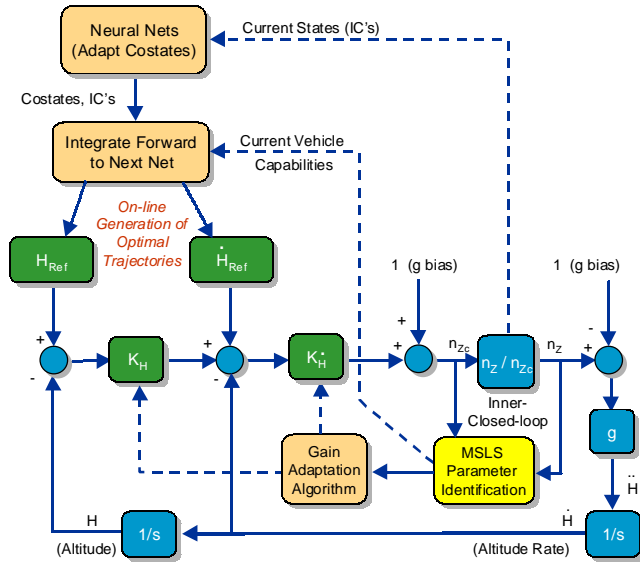 Neural Nets
(Adapt Costates)
Current States (IC's)
Costates, IC's
Integrate Forward
to Next Net
Current Vehicle
Capabilities
On-line
Generation of
Optimal
Trajectories
H_Ref
Ḣ_Ref
1 (g bias)
1 (g bias)
+
-
K_H
+
-
K_Ḣ
+
+
n_Zc
n_Z / n_Zc
n_Z
-
+
Inner-
Closed-loop
g
Gain
Adaptation
Algorithm
MSLS
Parameter
Identification
Ḧ
H
(Altitude)
1/s
Ḣ
(Altitude Rate)
1/s